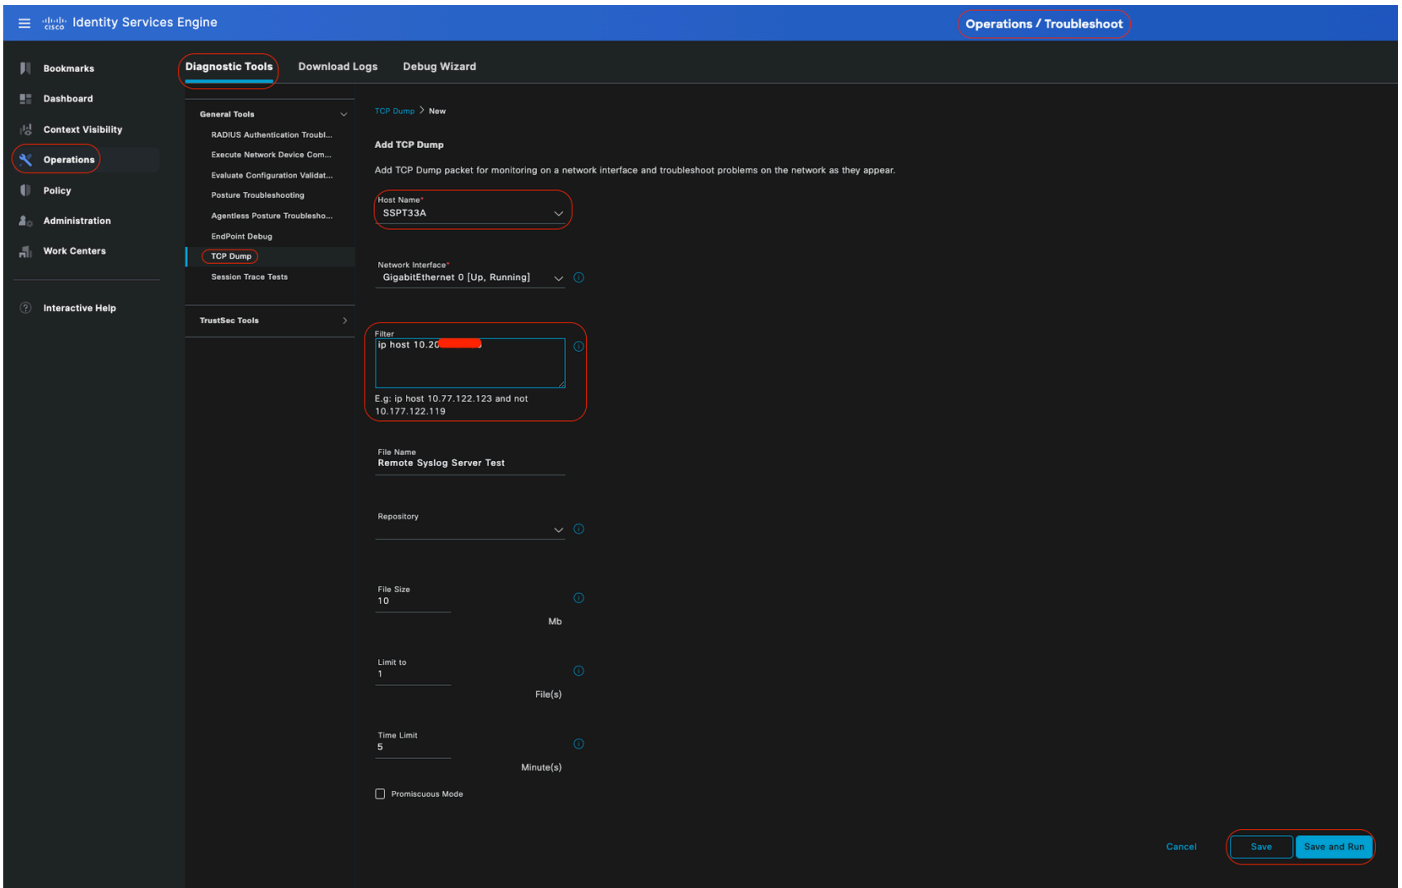 cisco Identity Services Engine
Operations / Troubleshoot
Bookmarks
Dashboard
Context Visibility
Operations
Policy
Administration
Work Centers
Interactive Help
Diagnostic Tools
Download Logs
Debug Wizard
General Tools
RADIUS Authentication Troubl...
Execute Network Device Com...
Evaluate Configuration Validat...
Posture Troubleshooting
Agentless Posture Troublesho...
EndPoint Debug
TCP Dump
Session Trace Tests
TrustSec Tools
TCP Dump > New
Add TCP Dump
Add TCP Dump packet for monitoring on a network interface and troubleshoot problems on the network as they appear.
Host Name*
SSPT33A
Network Interface*
GigabitEthernet 0 [Up, Running]
Filter
ip host 10.20
E.g: ip host 10.77.122.123 and not
10.177.122.119
File Name
Remote Syslog Server Test
Repository
File Size
10
Mb
Limit to
1
File(s)
Time Limit
5
Minute(s)
Promiscuous Mode
Cancel
Save
Save and Run